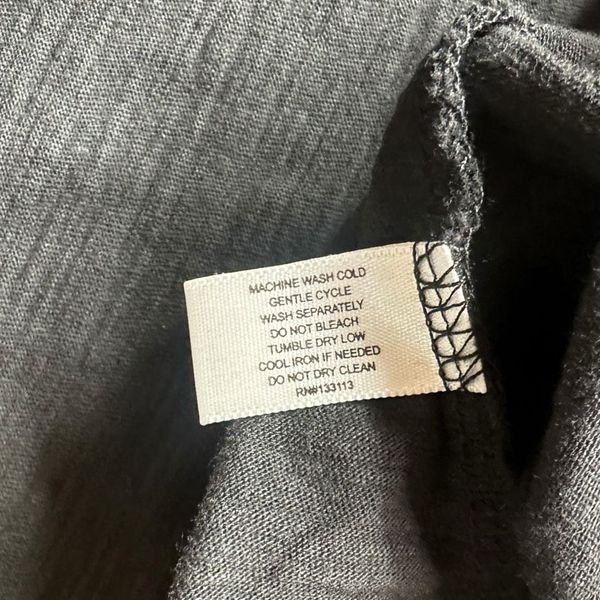 MACHINE WASH COLD
GENTLE CYCLE
WASH SEPARATELY
DO NOT BLEACH
TUMBLE DRY LOW
COOL IRON IF NEEDED
DO NOT DRY CLEAN
RN#133113